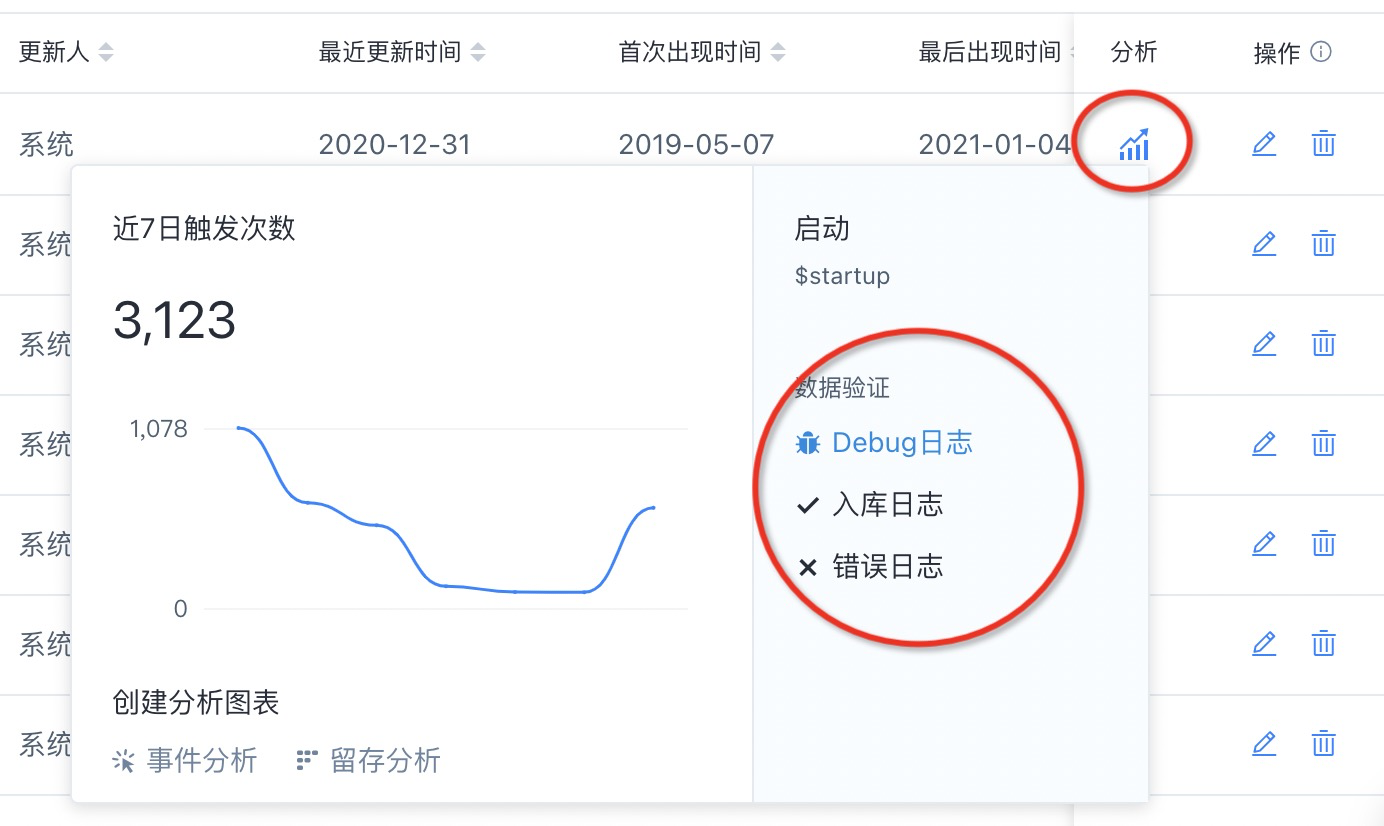 更新人 最近更新时间 首次出现时间 最后出现时间 分析 操作
系统 2020-12-31 2019-05-07 2021-01-04
近7日触发次数
3,123
1,078
0
创建分析图表
事件分析 留存分析
启动
$startup
数据验证
Debug日志
入库日志
错误日志
系统
系统
系统
系统
系统
系统